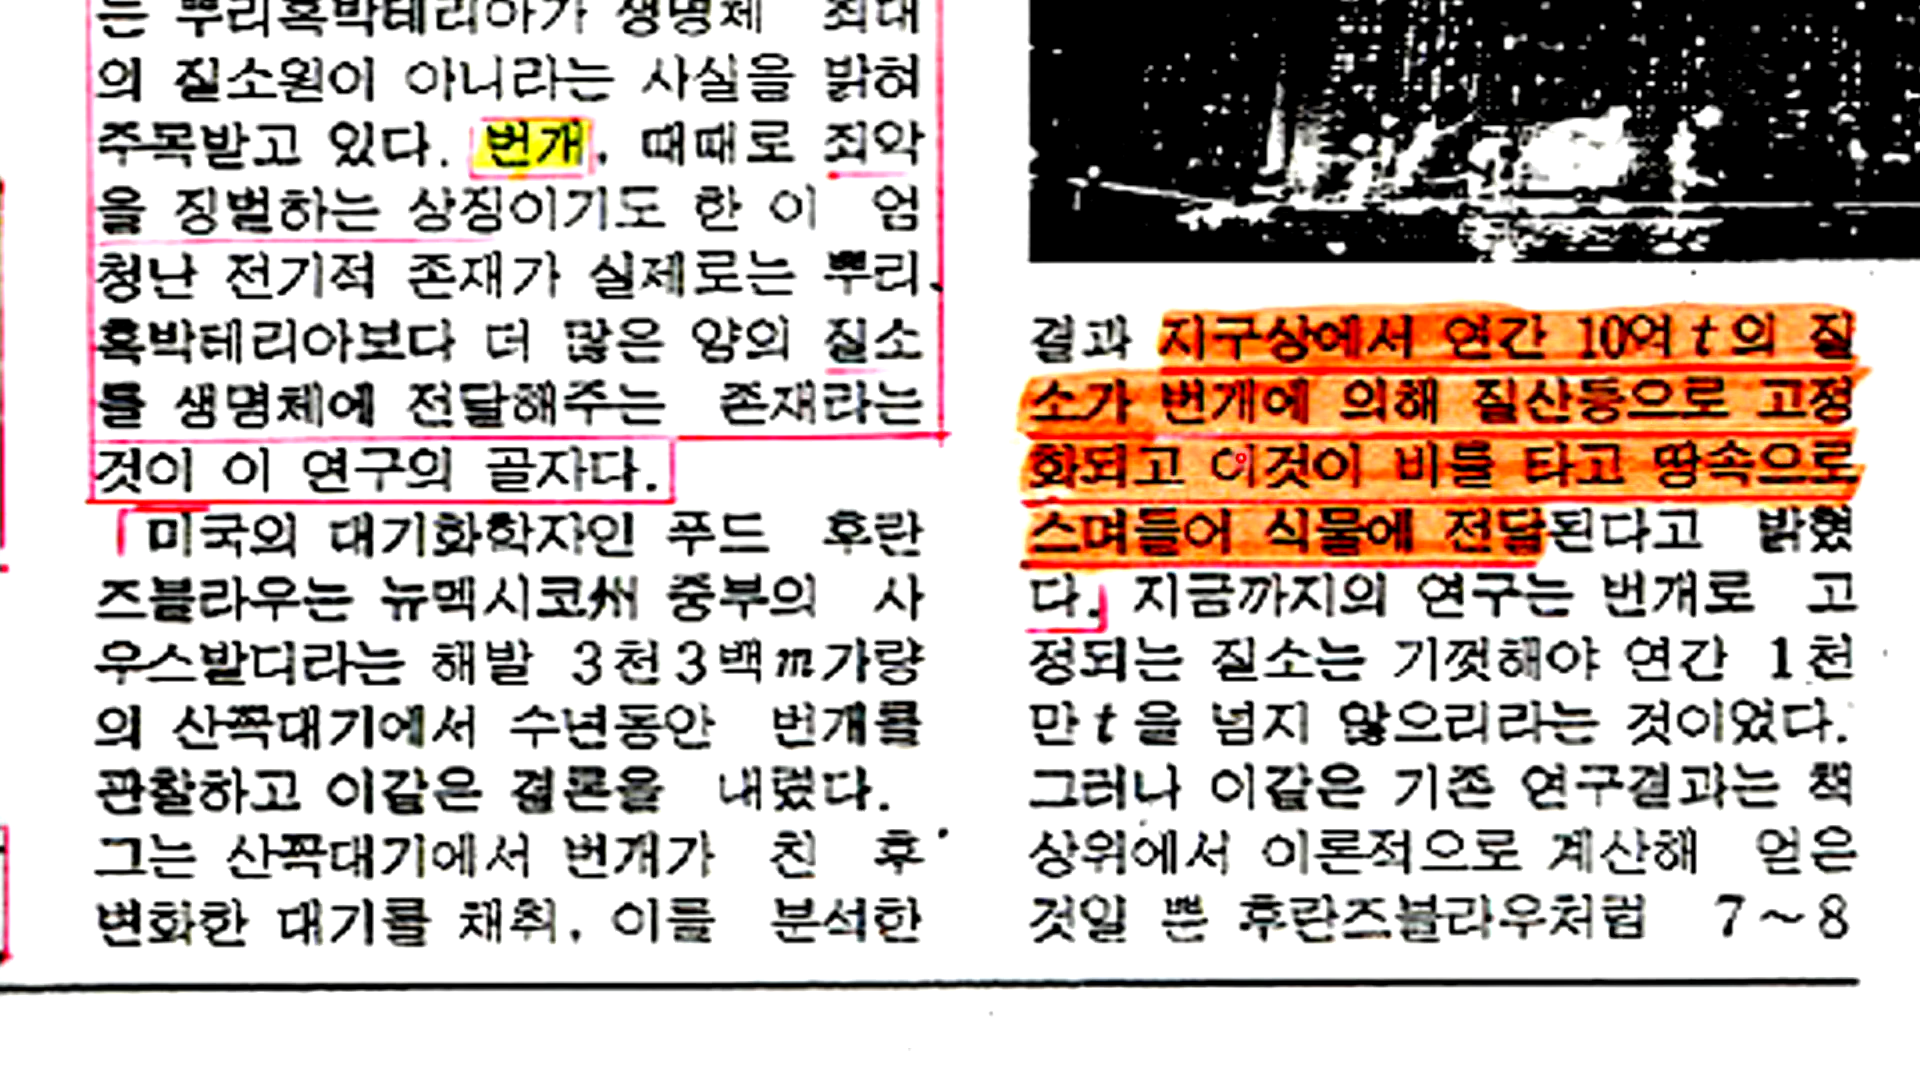 는 뿌리혹박테리아가 생명체 최대
의 질소원이 아니라는 사실을 밝혀
주목받고 있다. 번개, 때때로 죄악
을 징벌하는 상징이기도 한 이 엄
청난 전기적 존재가 실제로는 뿌리
혹박테리아보다 더 많은 양의 질소
를 생명체에 전달해주는 존재라는
것이 이 연구의 골자다.
「미국의 대기화학자인 푸드 후란
즈블라우는 뉴멕시코州 중부의 사
우스발디라는 해발 3천3백m가량
의 산꼭대기에서 수년동안 번개를
관찰하고 이같은 결론을 내렸다.
그는 산꼭대기에서 번개가 친 후
변화한 대기를 채취, 이를 분석한
결과 지구상에서 연간 10억t의 질
소가 번개에 의해 질산등으로 고정
화되고 이것이 비를 타고 땅속으로
스며들어 식물에 전달된다고 밝혔
다.」 지금까지의 연구는 번개로 고
정되는 질소는 기껏해야 연간 1천
만t을 넘지 않으리라는 것이었다.
그러나 이같은 기존 연구결과는 책
상위에서 이론적으로 계산해 얻은
것일 뿐 후란즈블라우처럼 7~8